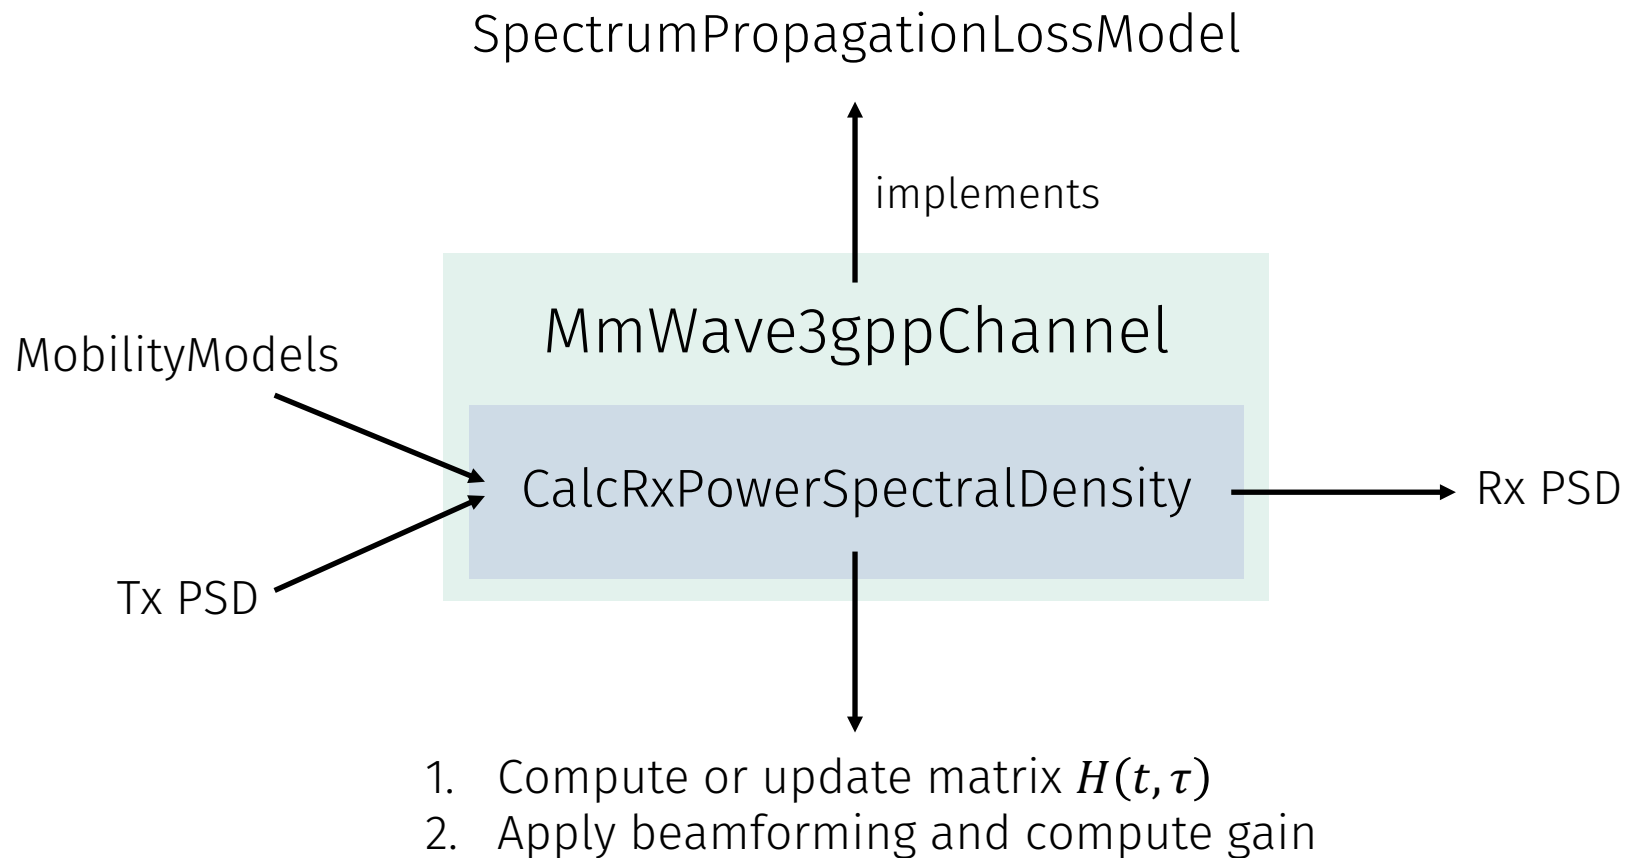 SpectrumPropagationLossModel
implements
MmWave3gppChannel
MobilityModels
CalcRxPowerSpectralDensity
Rx PSD
Tx PSD
1. Compute or update matrix H(t, τ)
2. Apply beamforming and compute gain